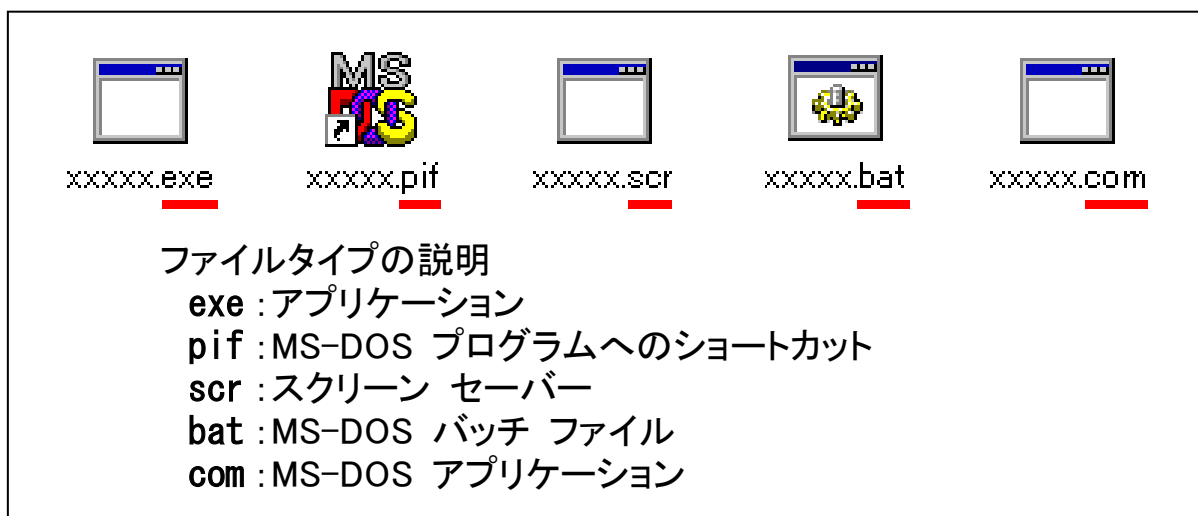 MS
DOS
xxxxx.exe xxxxx.pif xxxxx.scr xxxxx.bat xxxxx.com
ファイルタイプの説明
exe：アプリケーション
pif：MS-DOS プログラムへのショートカット
scr：スクリーン セーバー
bat：MS-DOS バッチ ファイル
com：MS-DOS アプリケーション